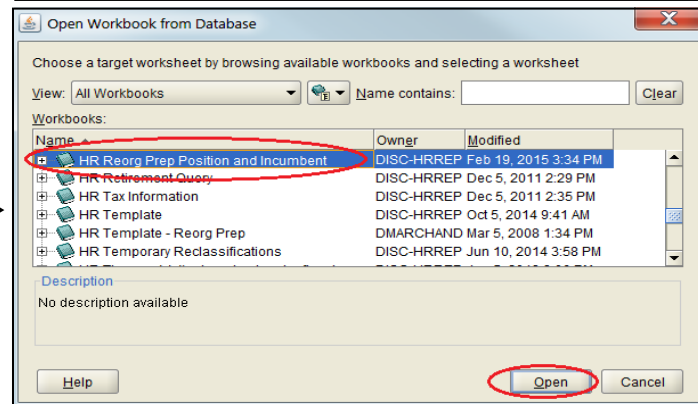 Open Workbook from Database
Choose a target worksheet by browsing available workbooks and selecting a worksheet
View: All Workbooks Name contains: Clear
Workbooks:
Name Owner Modified
HR Reorg Prep Position and Incumbent DISC-HRREP Feb 19, 2015 3:34 PM
HR Retirement Query DISC-HRREP Dec 5, 2011 2:29 PM
HR Tax Information DISC-HRREP Dec 5, 2011 2:35 PM
HR Template DISC-HRREP Oct 5, 2014 9:41 AM
HR Template - Reorg Prep DMARCHAND Mar 5, 2008 1:34 PM
HR Temporary Reclassifications DISC-HRREP Jun 10, 2014 3:58 PM
Description
No description available
Help Open Cancel